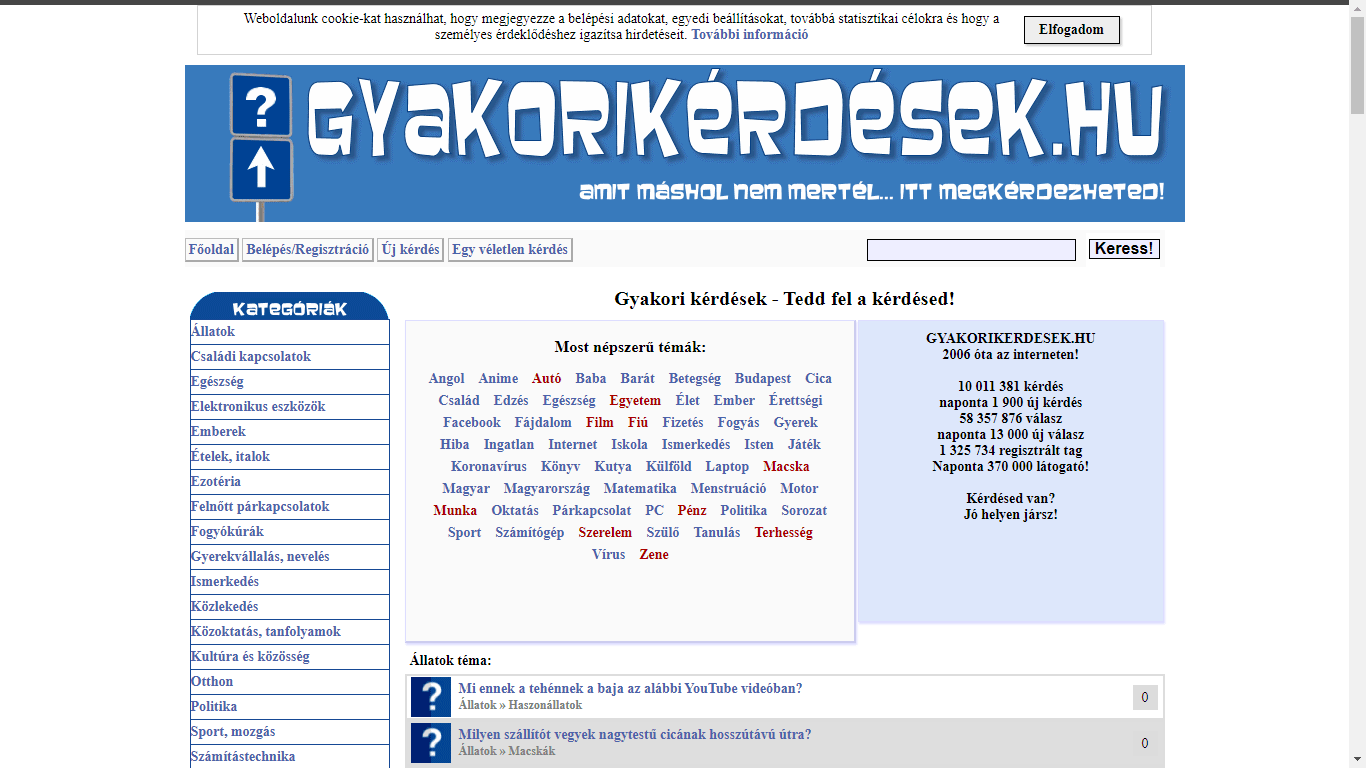 Weboldalunk cookie-kat használhat, hogy megjegyezze a belépési adatokat, egyedi beállításokat, továbbá statisztikai célokra és hogy a
személyes érdeklődéshez igazítsa hirdetéseit. További információ
Elfogadom
?
GYAKORIKÉRDÉSEK.HU
AMIT MÁSHOL NEM MERTÉL... ITT MEGKÉRDEZHETED!
Főoldal Belépés/Regisztráció Új kérdés Egy véletlen kérdés
Keress!
KATEGÓRIÁK
Állatok
Családi kapcsolatok
Egészség
Elektronikus eszközök
Emberek
Ételek, italok
Ezotéria
Felnőtt párkapcsolatok
Fogyókúrák
Gyerekvállalás, nevelés
Ismerkedés
Közlekedés
Közoktatás, tanfolyamok
Kultúra és közösség
Otthon
Politika
Sport, mozgás
Számítástechnika
Gyakori kérdések - Tedd fel a kérdésed!
Most népszerű témák:
Angol Anime Autó Baba Barát Betegség Budapest Cica
Család Edzés Egészség Egyetem Élet Ember Érettségi
Facebook Fájdalom Film Fiú Fizetés Fogyás Gyerek
Hiba Ingatlan Internet Iskola Ismerkedés Isten Játék
Koronavírus Könyv Kutya Külföld Laptop Macska
Magyar Magyarország Matematika Menstruáció Motor
Munka Oktatás Párkapcsolat PC Pénz Politika Sorozat
Sport Számítógép Szerelem Szülő Tanulás Terhesség
Vírus Zene
GYAKORIKERDESEK.HU
2006 óta az interneten!
10 011 381 kérdés
naponta 1 900 új kérdés
58 357 876 válasz
naponta 13 000 új válasz
1 325 734 regisztrált tag
Naponta 370 000 látogató!
Kérdésed van?
Jó helyen jársz!
Állatok téma:
? Mi ennek a tehénnek a baja az alábbi YouTube videóban? 0
Állatok » Haszonállatok
? Milyen szállítót vegyek nagytestű cicának hosszútávú útra? 0
Állatok » Macskák